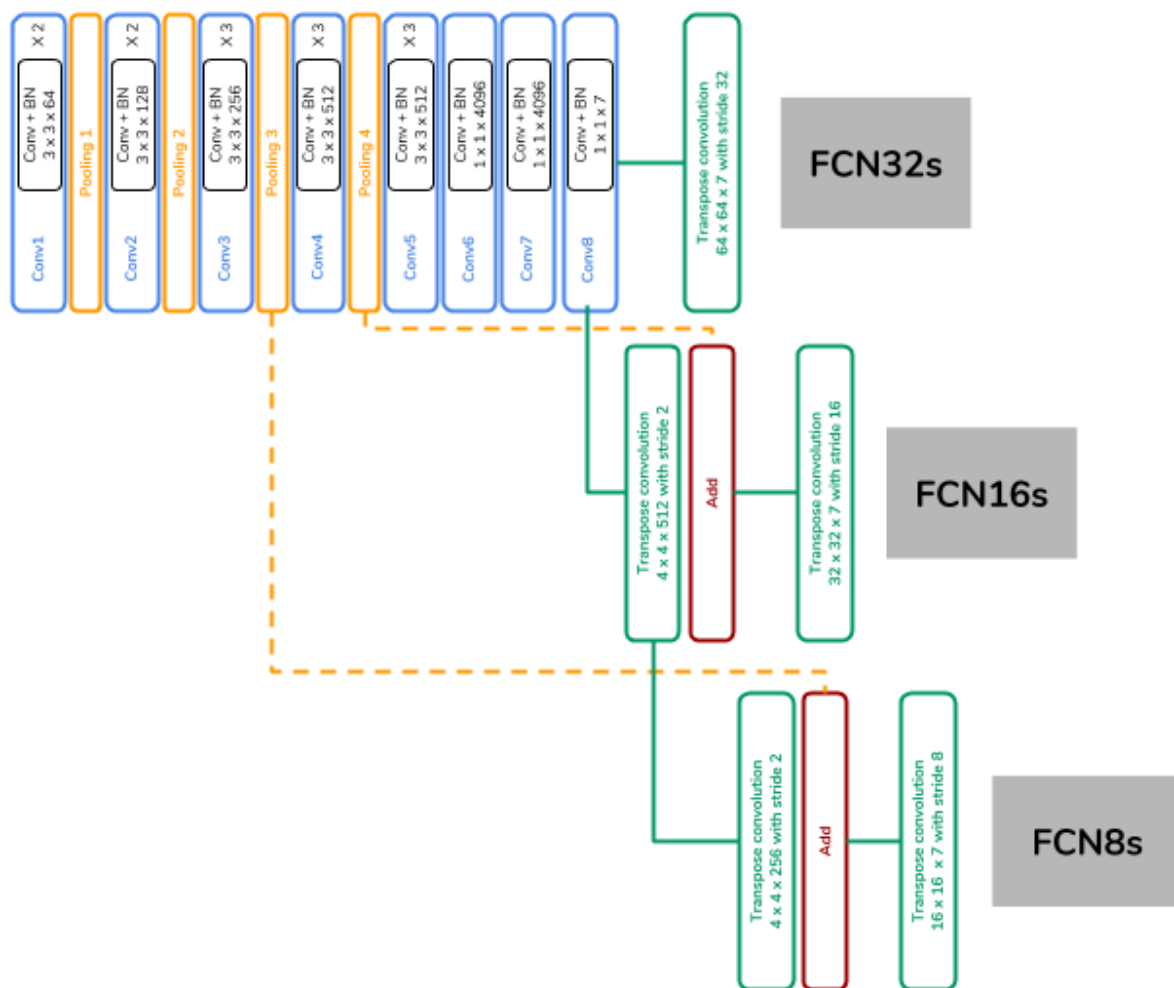 X 2
Conv + BN
3 x 3 x 64
Conv1
Pooling 1
X 2
Conv + BN
3 x 3 x 128
Conv2
Pooling 2
X 3
Conv + BN
3 x 3 x 256
Conv3
Pooling 3
X 3
Conv + BN
3 x 3 x 512
Conv4
Pooling 4
X 3
Conv + BN
3 x 3 x 512
Conv5
Conv + BN
1 x 1 x 4096
Conv6
Conv + BN
1 x 1 x 4096
Conv7
Conv + BN
1 x 1 x 7
Conv8
Transpose convolution
64 x 64 x 7 with stride 32
FCN32s
Transpose convolution
4 x 4 x 512 with stride 2
Add
Transpose convolution
32 x 32 x 7 with stride 16
FCN16s
Transpose convolution
4 x 4 x 256 with stride 2
Add
Transpose convolution
16 x 16 x 7 with stride 8
FCN8s